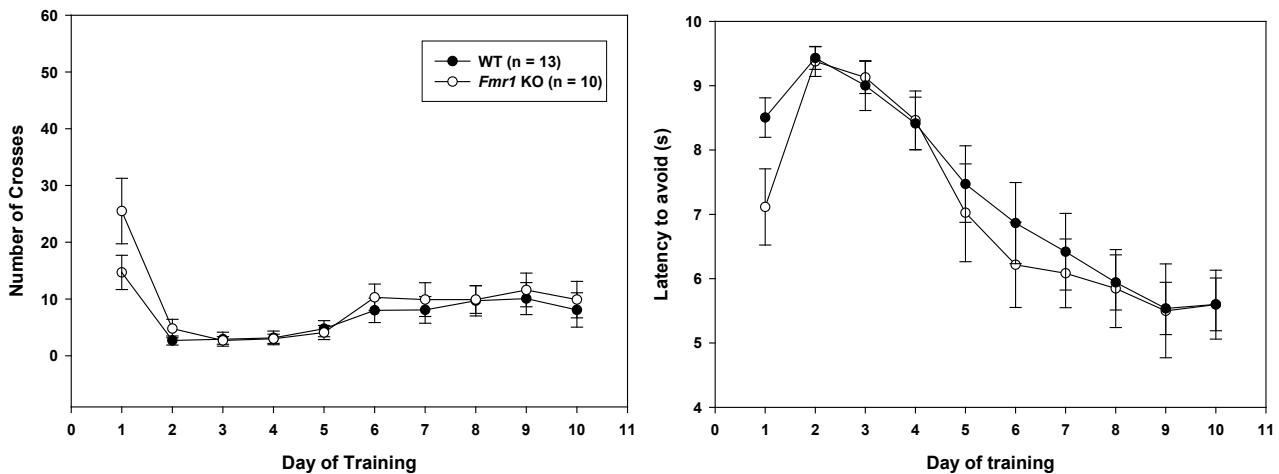 60
50
40
30
20
10
0
Number of Crosses
WT (n = 13)
Fmr1 KO (n = 10)
0 1 2 3 4 5 6 7 8 9 10 11
Day of Training
10
9
8
7
6
5
4
Latency to avoid (s)
0 1 2 3 4 5 6 7 8 9 10 11
Day of training